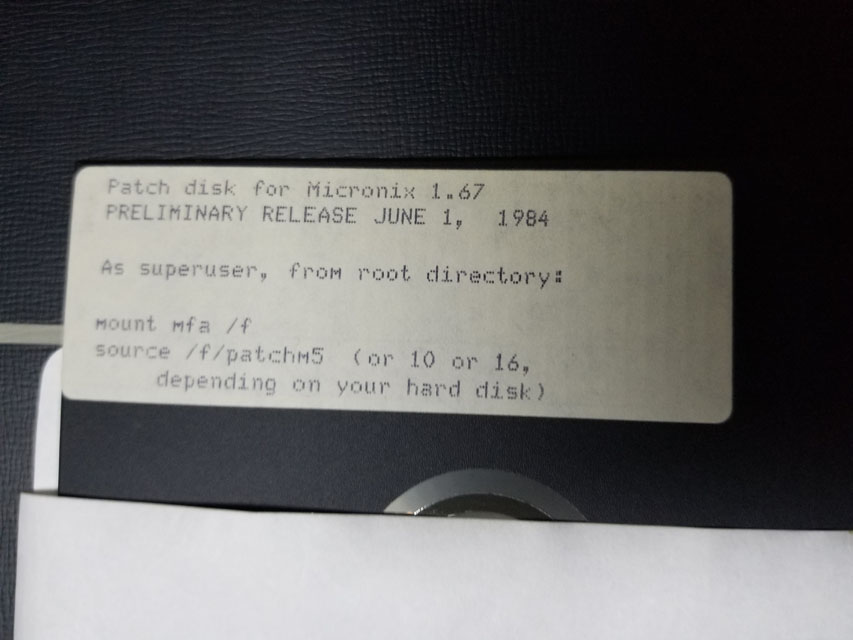 Patch disk for Micronix 1.67
PRELIMINARY RELEASE JUNE 1, 1984
As superuser, from root directory:
mount mfa /f
source /f/patchm5 (or 10 or 16,
depending on your hard disk)